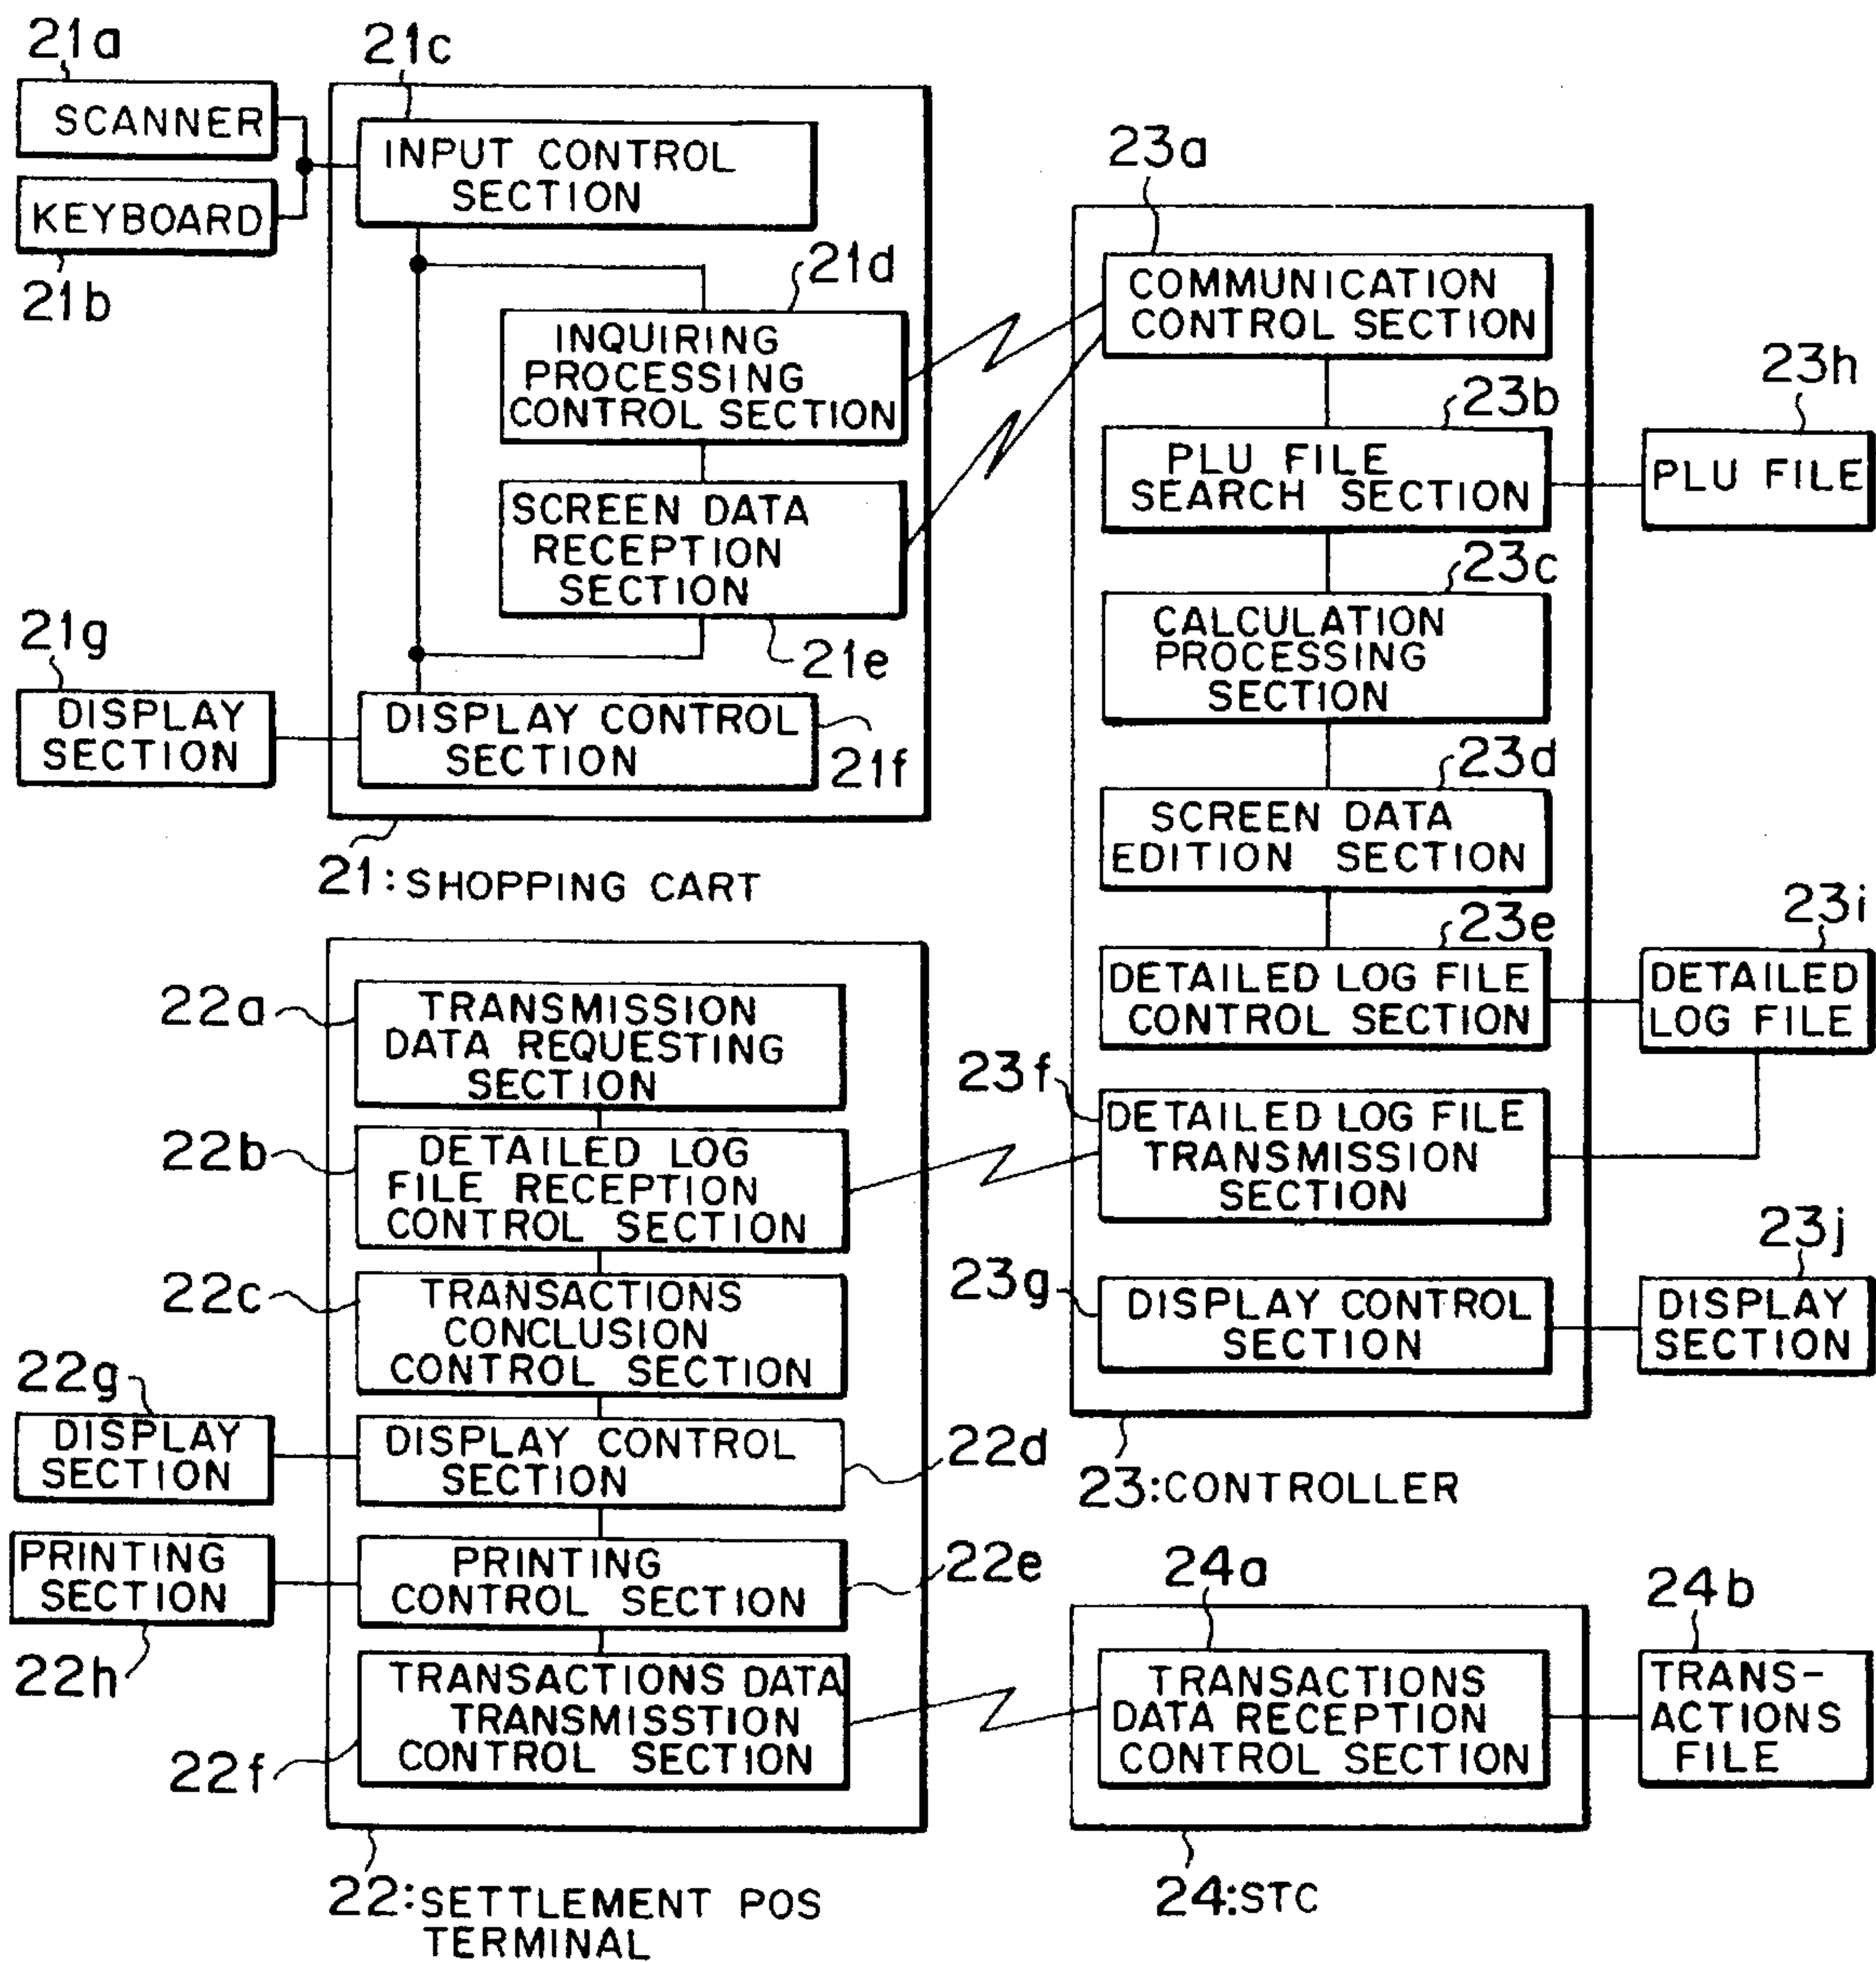 21a
SCANNER
KEYBOARD
21b
21c
INPUT CONTROL
SECTION
21d
INQUIRING
PROCESSING
CONTROL SECTION
SCREEN DATA
RECEPTION
SECTION
21e
21g
DISPLAY
SECTION
DISPLAY CONTROL
SECTION
21f
21:SHOPPING CART
23a
COMMUNICATION
CONTROL SECTION
23b
PLU FILE
SEARCH SECTION
23h
PLU FILE
23c
CALCULATION
PROCESSING
SECTION
23d
SCREEN DATA
EDITION SECTION
23e
DETAILED LOG FILE
CONTROL SECTION
23i
DETAILED
LOG FILE
23f
DETAILED LOG FILE
TRANSMISSION
SECTION
23g
DISPLAY CONTROL
SECTION
23j
DISPLAY
SECTION
23:CONTROLLER
22a
TRANSMISSION
DATA REQUESTING
SECTION
22b
DETAILED LOG
FILE RECEPTION
CONTROL SECTION
22c
TRANSACTIONS
CONCLUSION
CONTROL SECTION
22g
DISPLAY
SECTION
DISPLAY CONTROL
SECTION
22d
PRINTING
SECTION
22h
PRINTING
CONTROL SECTION
22e
TRANSACTIONS DATA
TRANSMISSTION
CONTROL SECTION
22f
22:SETTLEMENT POS
TERMINAL
24a
TRANSACTIONS
DATA RECEPTION
CONTROL SECTION
24b
TRANS-
ACTIONS
FILE
24:STC